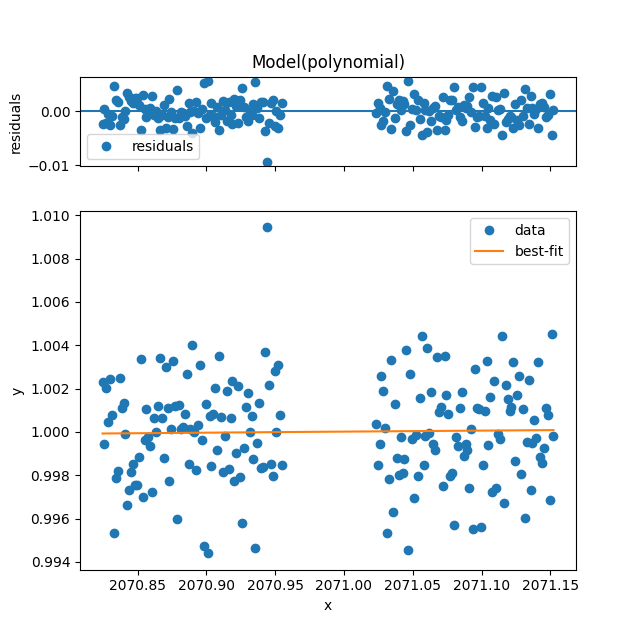 Model(polynomial)
residuals
0.00
−0.01
residuals
1.010
1.008
1.006
1.004
1.002
1.000
0.998
0.996
0.994
y
data
best-fit
2070.85 2070.90 2070.95 2071.00 2071.05 2071.10 2071.15
x